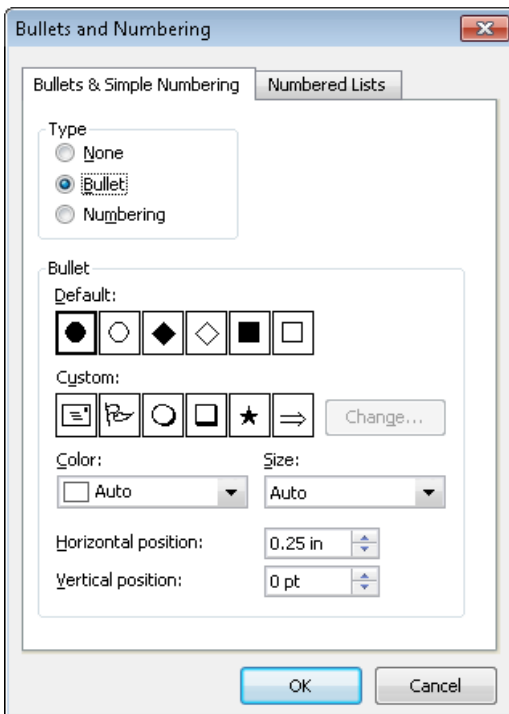 Bullets and Numbering
Bullets & Simple Numbering Numbered Lists
Type
None
Bullet
Numbering
Bullet
Default:
Custom:
Change...
Color: Size:
Auto Auto
Horizontal position: 0.25 in
Vertical position: 0 pt
OK Cancel